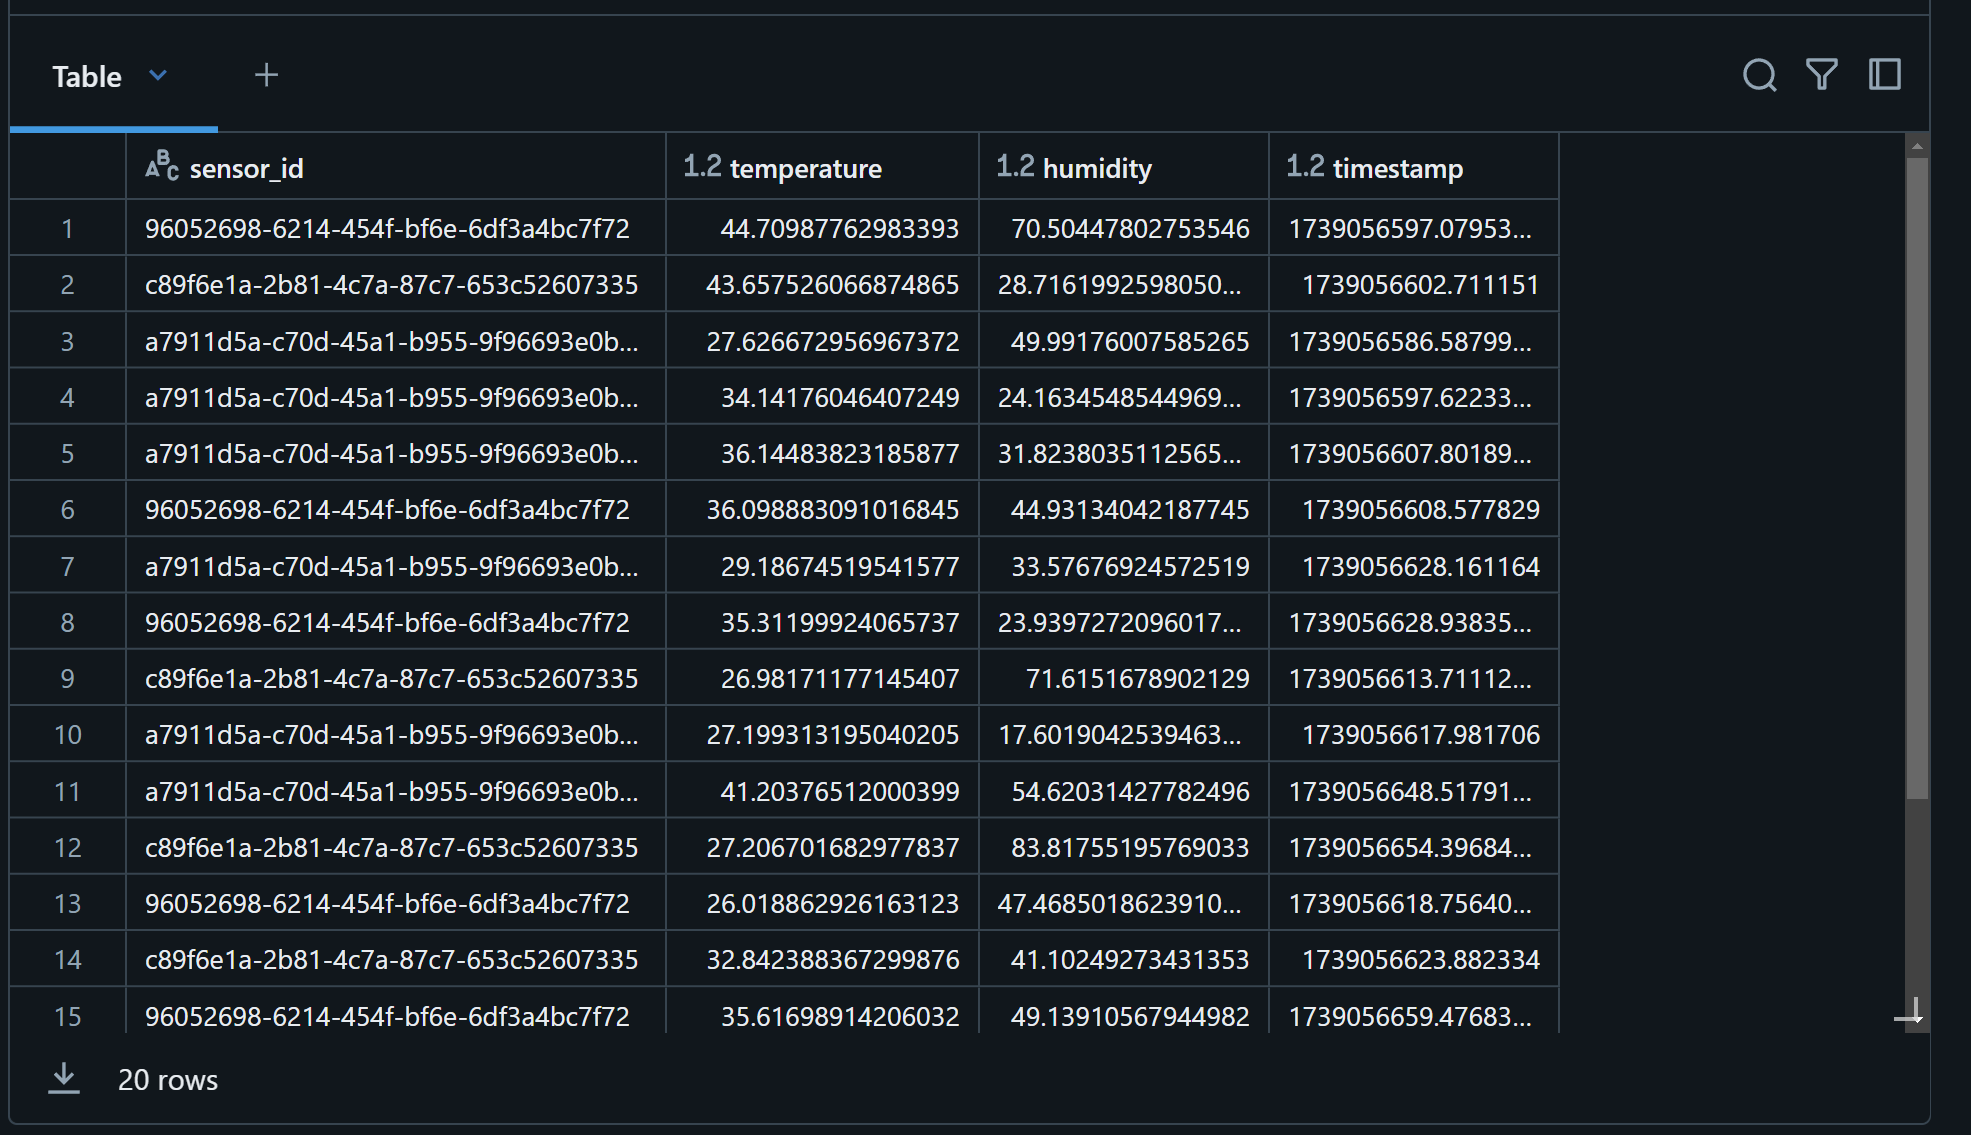 Table
sensor_id 1.2 temperature 1.2 humidity 1.2 timestamp
1 96052698-6214-454f-bf6e-6df3a4bc7f72 44.70987762983393 70.50447802753546 1739056597.07953...
2 c89f6e1a-2b81-4c7a-87c7-653c52607335 43.657526066874865 28.7161992598050... 1739056602.711151
3 a7911d5a-c70d-45a1-b955-9f96693e0b... 27.626672956967372 49.99176007585265 1739056586.58799...
4 a7911d5a-c70d-45a1-b955-9f96693e0b... 34.14176046407249 24.1634548544969... 1739056597.62233...
5 a7911d5a-c70d-45a1-b955-9f96693e0b... 36.14483823185877 31.8238035112565... 1739056607.80189...
6 96052698-6214-454f-bf6e-6df3a4bc7f72 36.098883091016845 44.93134042187745 1739056608.577829
7 a7911d5a-c70d-45a1-b955-9f96693e0b... 29.18674519541577 33.57676924572519 1739056628.161164
8 96052698-6214-454f-bf6e-6df3a4bc7f72 35.31199924065737 23.9397272096017... 1739056628.93835...
9 c89f6e1a-2b81-4c7a-87c7-653c52607335 26.98171177145407 71.6151678902129 1739056613.71112...
10 a7911d5a-c70d-45a1-b955-9f96693e0b... 27.199313195040205 17.6019042539463... 1739056617.981706
11 a7911d5a-c70d-45a1-b955-9f96693e0b... 41.20376512000399 54.62031427782496 1739056648.51791...
12 c89f6e1a-2b81-4c7a-87c7-653c52607335 27.206701682977837 83.81755195769033 1739056654.39684...
13 96052698-6214-454f-bf6e-6df3a4bc7f72 26.018862926163123 47.4685018623910... 1739056618.75640...
14 c89f6e1a-2b81-4c7a-87c7-653c52607335 32.842388367299876 41.10249273431353 1739056623.882334
15 96052698-6214-454f-bf6e-6df3a4bc7f72 35.61698914206032 49.13910567944982 1739056659.47683...
20 rows